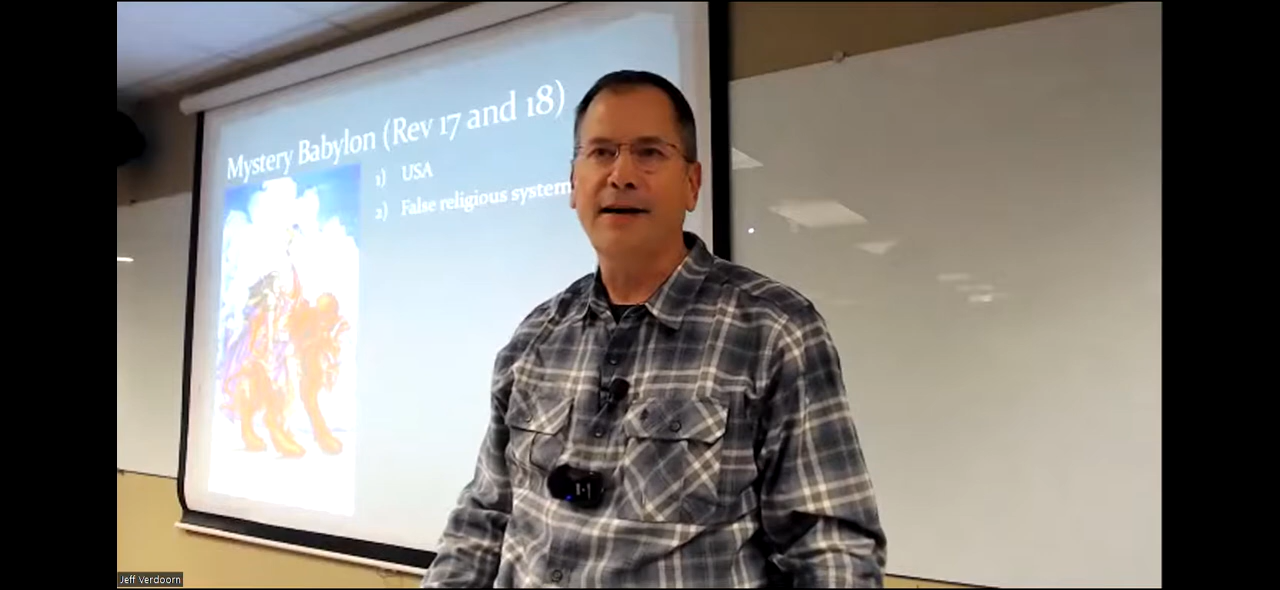 Mystery Babylon (Rev 17 and 18)
1) USA
2) False religious system
Jeff Verdoorn